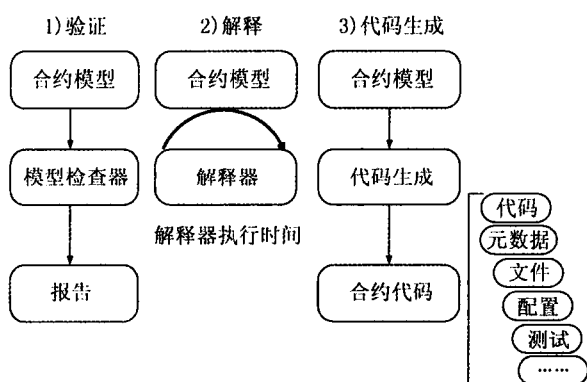 1)验证
2)解释
3)代码生成
合约模型
合约模型
合约模型
模型检查器
解释器
代码生成
解释器执行时间
报告
合约代码
代码
元数据
文件
配置
测试
……